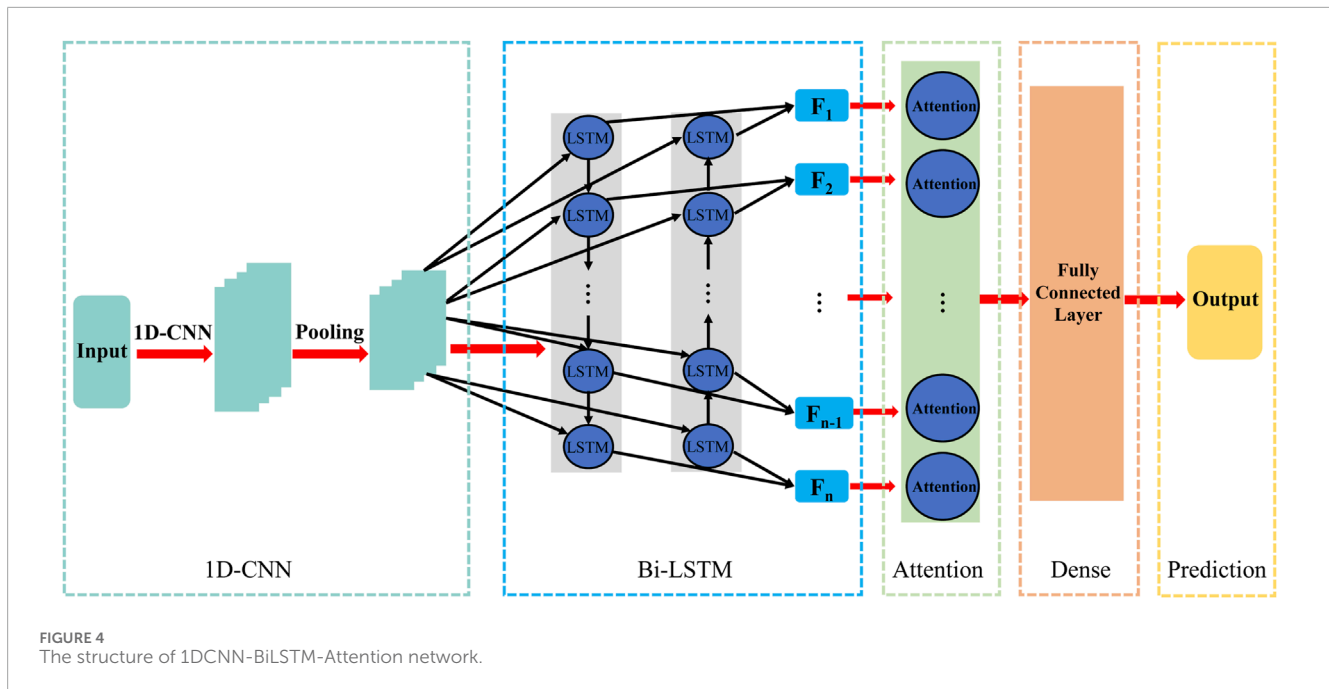 Input
1D-CNN
Pooling
LSTM
LSTM
LSTM
LSTM
...
...
LSTM
LSTM
LSTM
LSTM
F1
F2
...
Fn-1
Fn
Attention
Attention
...
Attention
Attention
Fully
Connected
Layer
Output
1D-CNN
Bi-LSTM
Attention
Dense
Prediction
FIGURE 4
The structure of 1DCNN-BiLSTM-Attention network.